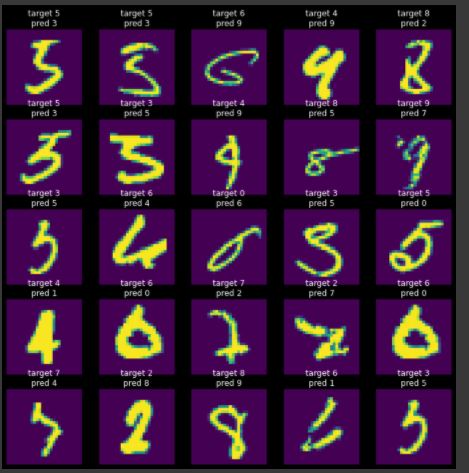 target 5 target 5 target 6 target 4 target 8
pred 3 pred 3 pred 9 pred 9 pred 2
target 5 target 3 target 4 target 8 target 9
pred 3 pred 5 pred 9 pred 5 pred 7
target 3 target 6 target 0 target 3 target 5
pred 5 pred 4 pred 6 pred 5 pred 0
target 4 target 6 target 7 target 2 target 6
pred 1 pred 0 pred 2 pred 7 pred 0
target 7 target 2 target 8 target 6 target 3
pred 4 pred 8 pred 9 pred 1 pred 5